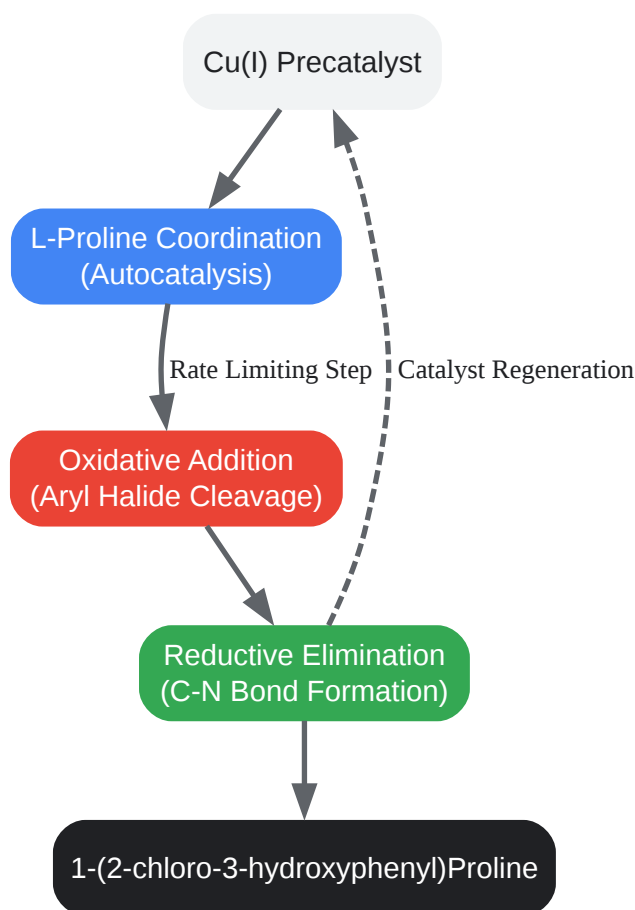 Cu(I) Precatalyst
L-Proline Coordination
(Autocatalysis)
Rate Limiting Step
Catalyst Regeneration
Oxidative Addition
(Aryl Halide Cleavage)
Reductive Elimination
(C-N Bond Formation)
1-(2-chloro-3-hydroxyphenyl)Proline